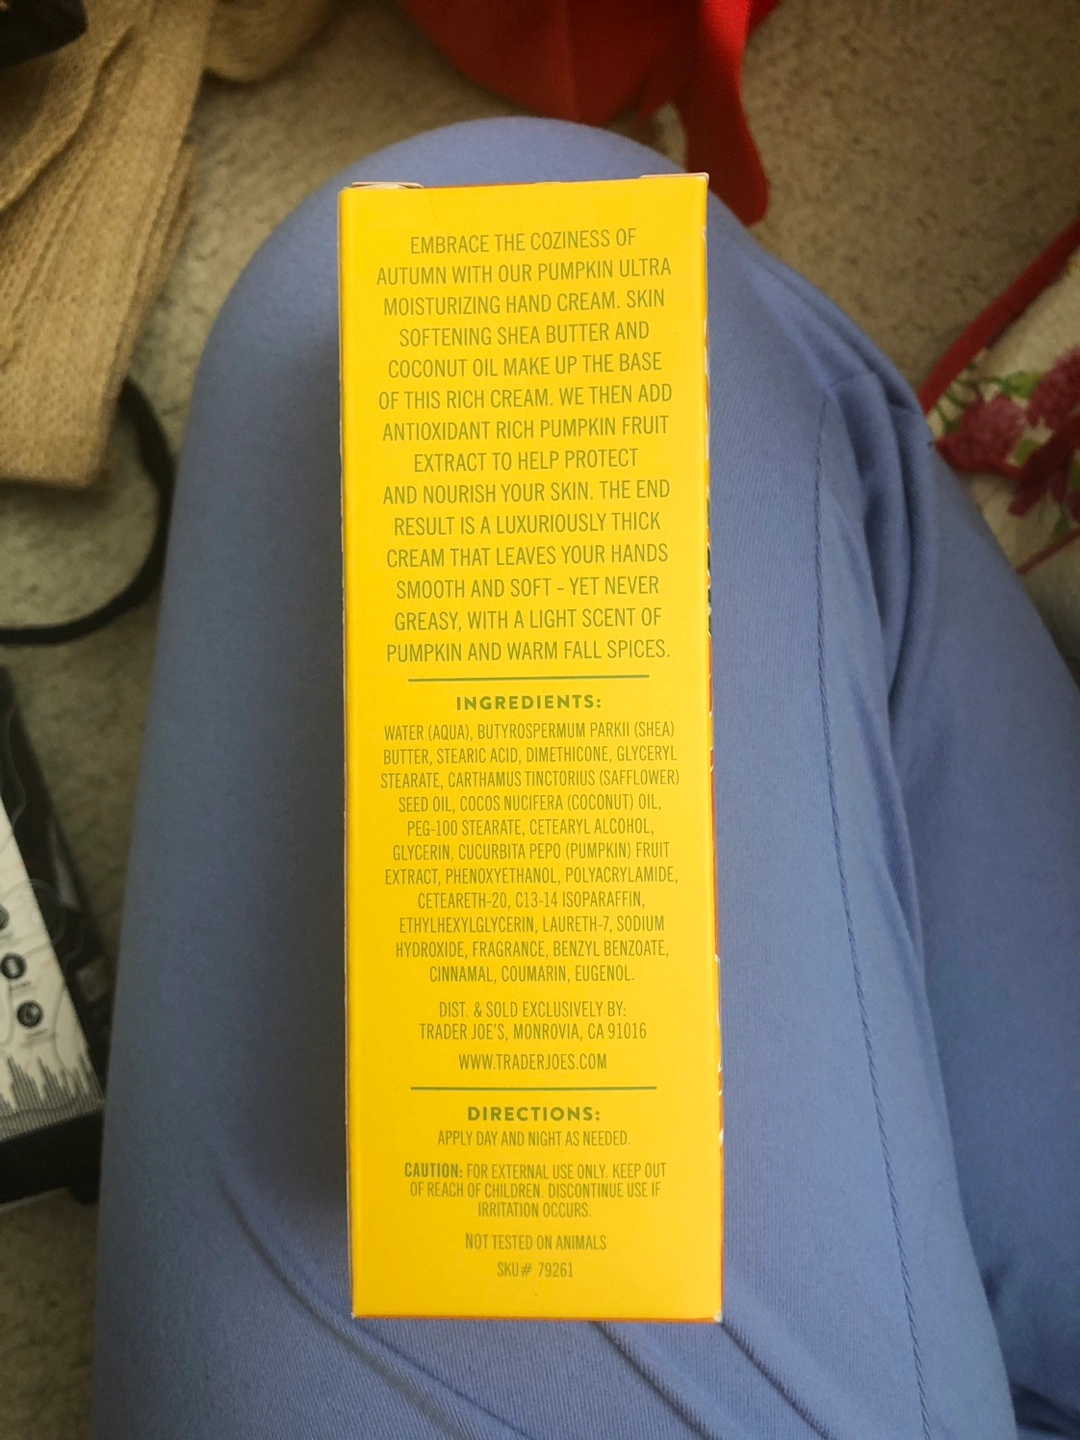 EMBRACE THE COZINESS OF
AUTUMN WITH OUR PUMPKIN ULTRA
MOISTURIZING HAND CREAM. SKIN
SOFTENING SHEA BUTTER AND
COCONUT OIL MAKE UP THE BASE
OF THIS RICH CREAM. WE THEN ADD
ANTIOXIDANT RICH PUMPKIN FRUIT
EXTRACT TO HELP PROTECT
AND NOURISH YOUR SKIN. THE END
RESULT IS A LUXURIOUSLY THICK
CREAM THAT LEAVES YOUR HANDS
SMOOTH AND SOFT - YET NEVER
GREASY, WITH A LIGHT SCENT OF
PUMPKIN AND WARM FALL SPICES.
INGREDIENTS:
WATER (AQUA), BUTYROSPERMUM PARKII (SHEA)
BUTTER, STEARIC ACID, DIMETHICONE, GLYCERYL
STEARATE, CARTHAMUS TINCTORIUS (SAFFLOWER)
SEED OIL, COCOS NUCIFERA (COCONUT) OIL,
PEG-100 STEARATE, CETEARYL ALCOHOL,
GLYCERIN, CUCURBITA PEPO (PUMPKIN) FRUIT
EXTRACT, PHENOXYETHANOL, POLYACRYLAMIDE,
CETEARETH-20, C13-14 ISOPARAFFIN,
ETHYLHEXYLGLYCERIN, LAURETH-7, SODIUM
HYDROXIDE, FRAGRANCE, BENZYL BENZOATE,
CINNAMAL, COUMARIN, EUGENOL.
DIST. & SOLD EXCLUSIVELY BY:
TRADER JOE'S, MONROVIA, CA 91016
WWW.TRADERJOES.COM
DIRECTIONS:
APPLY DAY AND NIGHT AS NEEDED.
CAUTION: FOR EXTERNAL USE ONLY. KEEP OUT
OF REACH OF CHILDREN. DISCONTINUE USE IF
IRRITATION OCCURS.
NOT TESTED ON ANIMALS
SKU# 79261